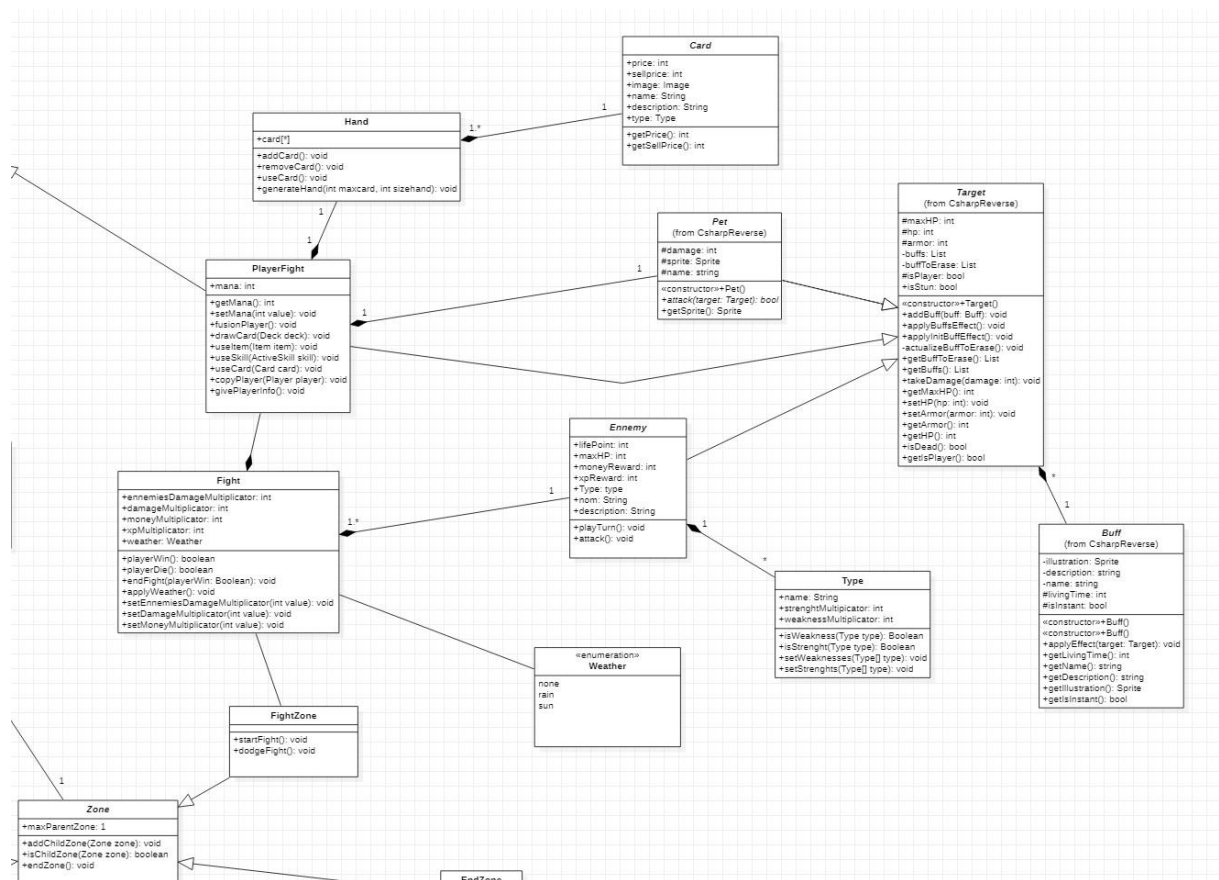 Card
+price: int
+sellprice: int
+image: Image
+name: String
+description: String
+type: Type
+getPrice(): int
+getSellPrice(): int
1
1.*
Hand
+card[*]
+addCard(): void
+removeCard(): void
+useCard(): void
+generateHand(int maxcard, int sizehand): void
1
1
PlayerFight
+mana: int
+getMana(): int
+setMana(int value): void
+fusionPlayer(): void
+drawCard(Deck deck): void
+useItem(Item item): void
+useSkill(ActiveSkill skill): void
+useCard(Card card): void
+copyPlayer(Player player): void
+givePlayerInfo(): void
1
1
Pet
(from CsharpReverse)
#damage: int
#sprite: Sprite
#name: string
«constructor»+Pet()
+attack(target: Target): bool
+getSprite(): Sprite
Target
(from CsharpReverse)
#maxHP: int
#hp: int
#armor: int
-buffs: List
-buffToErase: List
#isPlayer: bool
+isStun: bool
«constructor»+Target()
+addBuff(buff: Buff): void
+applyBuffsEffect(): void
+applyInitBuffEffect(): void
-actualizeBuffToErase(): void
+getBuffToErase(): List
+getBuffs(): List
+takeDamage(damage: int): void
+getMaxHP(): int
+setHP(hp: int): void
+setArmor(armor: int): void
+getArmor(): int
+getHP(): int
+isDead(): bool
+getIsPlayer(): bool
*
1
Ennemy
+lifePoint: int
+maxHP: int
+moneyReward: int
+xpReward: int
+Type: type
+nom: String
+description: String
+playTurn(): void
+attack(): void
1
1.*
1
*
Fight
+ennemiesDamageMultiplicator: int
+damageMultiplicator: int
+moneyMultiplicator: int
+xpMultiplicator: int
+weather: Weather
+playerWin(): boolean
+playerDie(): boolean
+endFight(playerWin: Boolean): void
+applyWeather(): void
+setEnnemiesDamageMultiplicator(int value): void
+setDamageMultiplicator(int value): void
+setMoneyMultiplicator(int value): void
Type
+name: String
+strenghtMultipicator: int
+weaknessMultiplicator: int
+isWeakness(Type type): Boolean
+isStrenght(Type type): Boolean
+setWeaknesses(Type[] type): void
+setStrenghts(Type[] type): void
Buff
(from CsharpReverse)
-illustration: Sprite
-description: string
-name: string
#livingTime: int
#isInstant: bool
«constructor»+Buff()
«constructor»+Buff()
+applyEffect(target: Target): void
+getLivingTime(): int
+getName(): string
+getDescription(): string
+getIllustration(): Sprite
+getIsInstant(): bool
«enumeration»
Weather
none
rain
sun
FightZone
+startFight(): void
+dodgeFight(): void
1
Zone
+maxParentZone: 1
+addChildZone(Zone zone): void
+isChildZone(Zone zone): boolean
+endZone(): void
EndZone